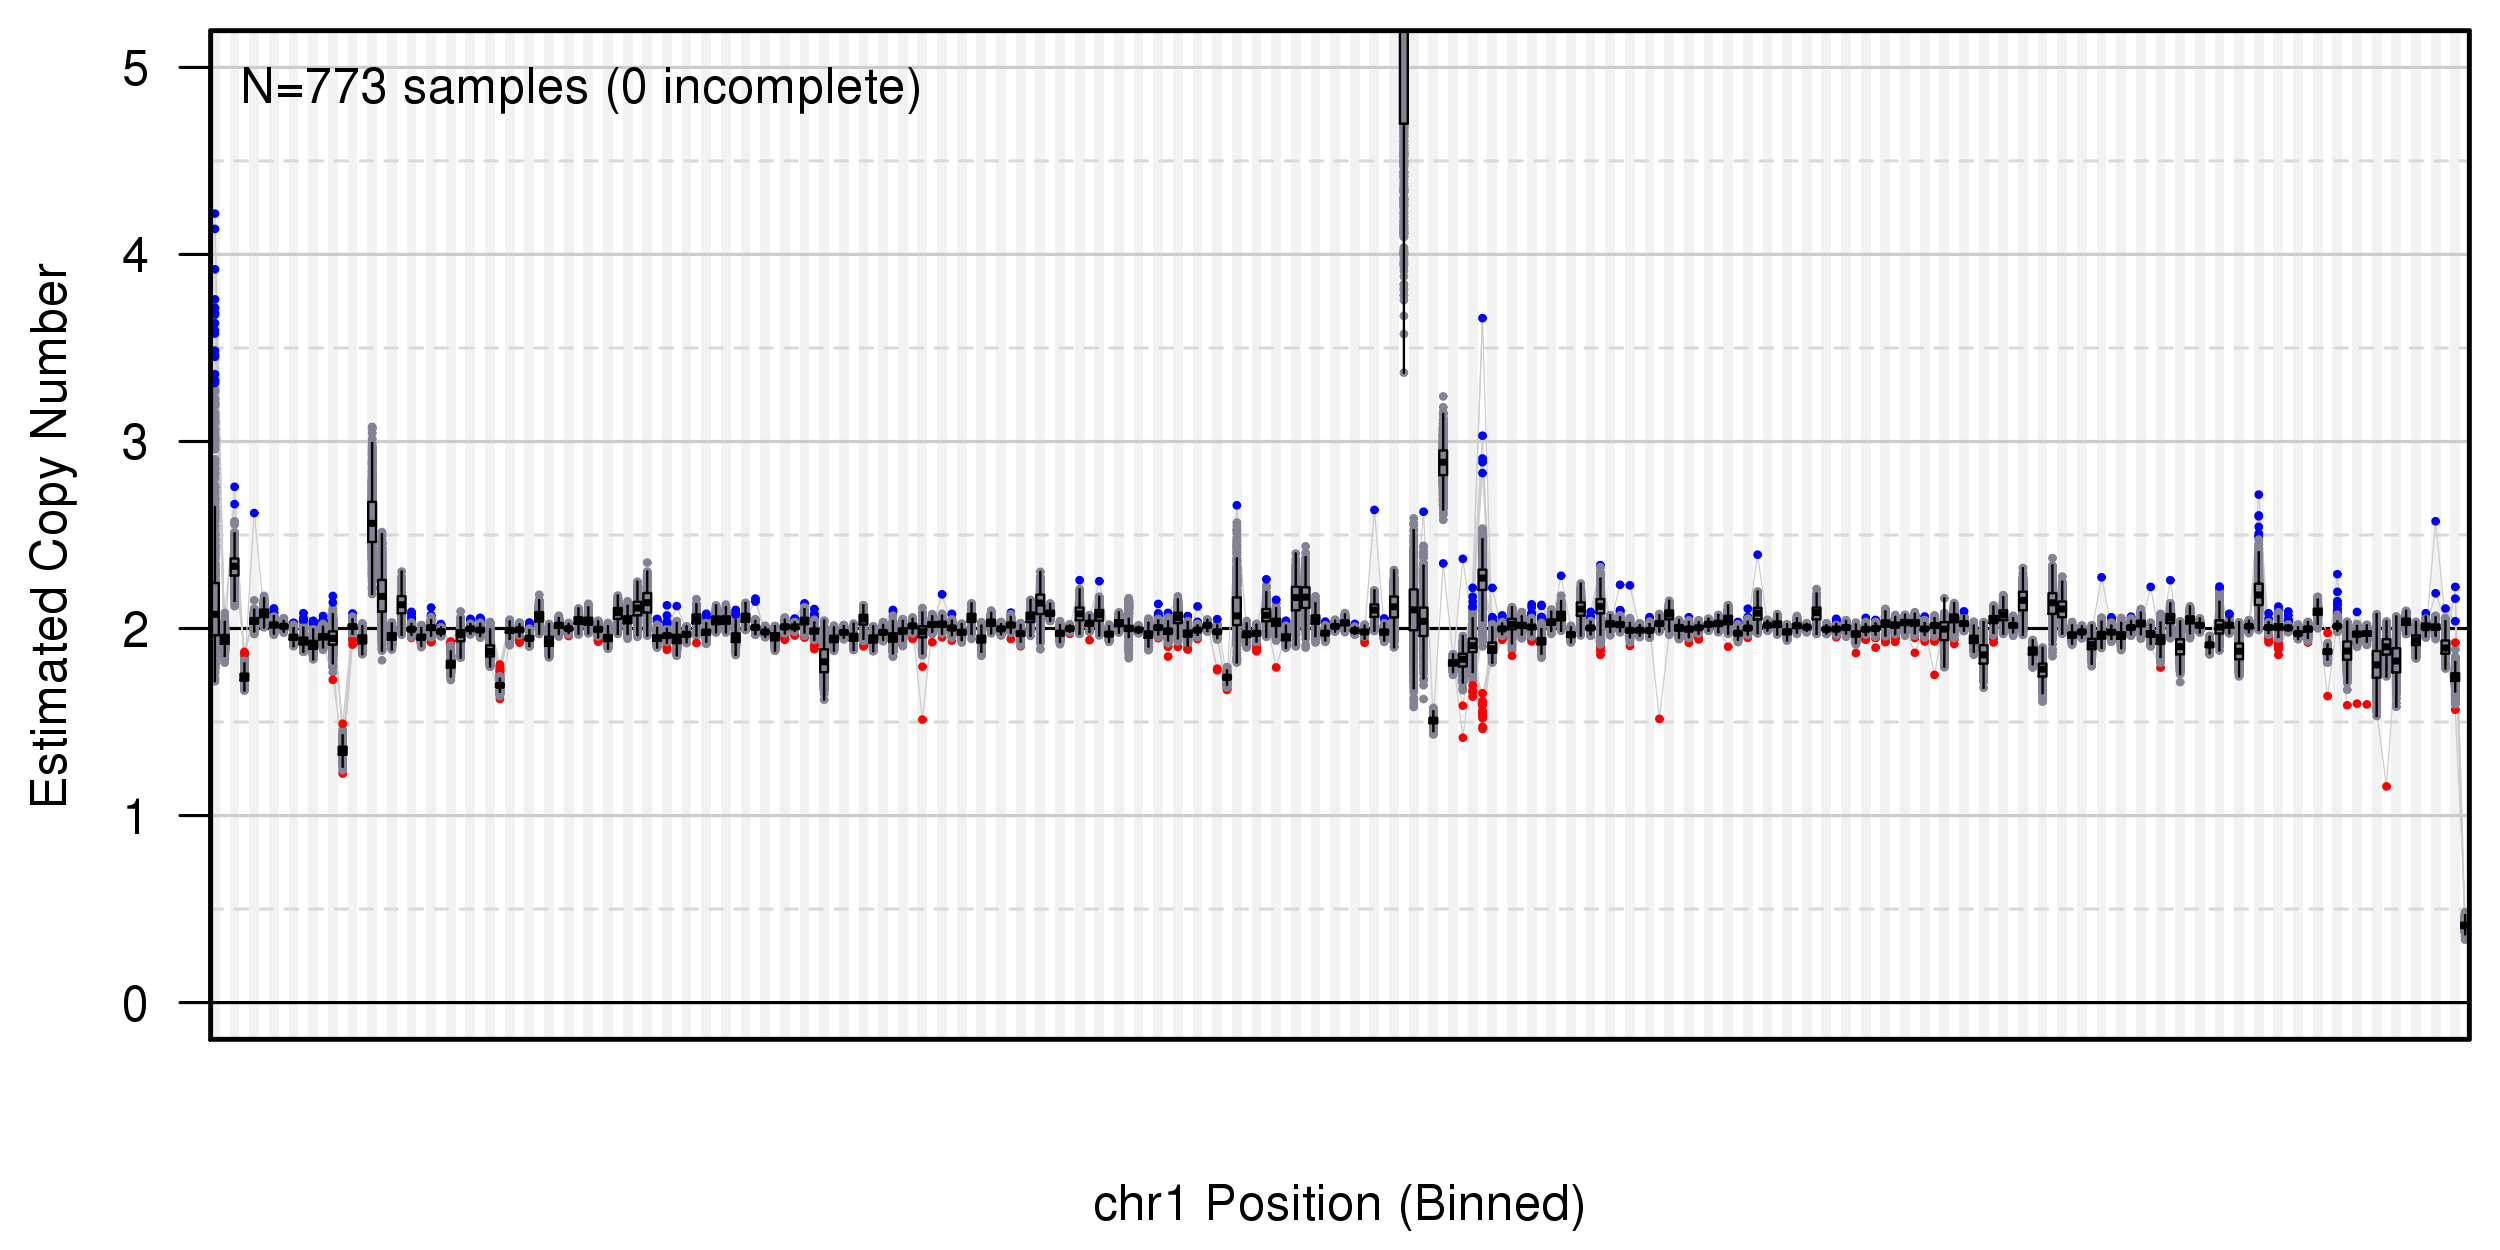 N=773 samples (0 incomplete)
Estimated Copy Number
5
4
3
2
1
0
chr1 Position (Binned)